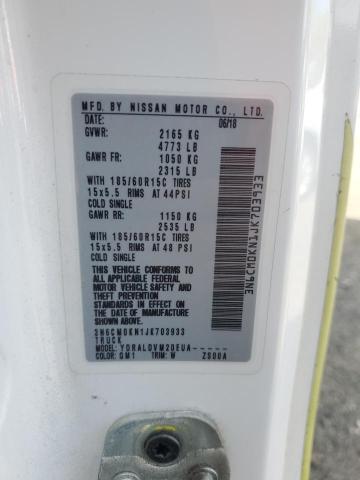 MFD. BY NISSAN MOTOR CO., LTD.
DATE: 06/18
GVWR: 2165 KG
4773 LB
GAWR FR: 1050 KG
2315 LB
WITH 185/60R15C TIRES
15x5.5 RIMS AT 44PSI.
COLD SINGLE
GAWR RR: 1150 KG
2535 LB
WITH 185/60R15C TIRES
15x5.5 RIMS AT 48 PSI.
COLD SINGLE
THIS VEHICLE CONFORMS TO
ALL APPLICABLE FEDERAL
MOTOR VEHICLE SAFETY
STANDARDS IN EFFECT ON
THE DATE OF MANUFACTURE
SHOWN ABOVE.
3N6CM0KN1JK703933
TRUCK
MODEL: YDRALDVM20EUA-----
COLOR: QM1 TRIM: W ZS00A
3N6CM0KN1JK703933